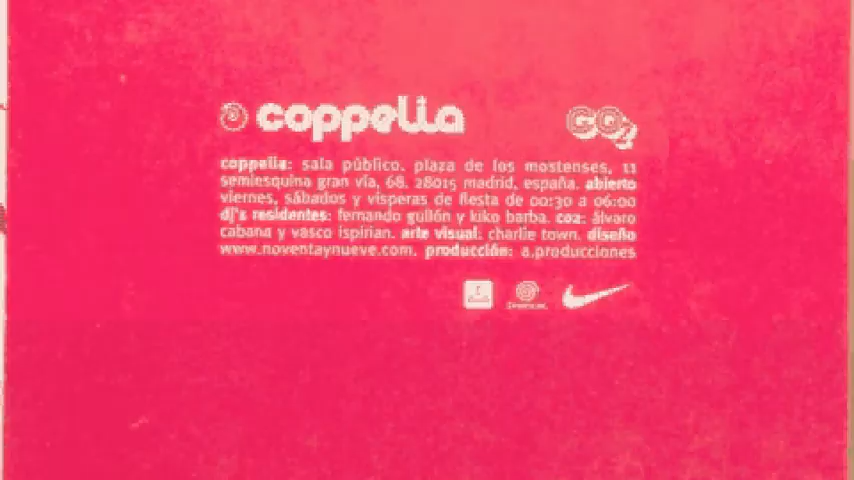 coppelia CO2
coppelia: sala público. plaza de los mostenses, 11
semiesquina gran vía, 68. 28015 madrid, españa. abierto
viernes, sábados y vísperas de fiesta de 00:30 a 06:00
dj's residentes: fernando gullón y kiko barba. co2: álvaro
cabana y vasco ispirian. arte visual: charlie town. diseño
www.noventaynueve.com. producción: a.producciones
Dreamcast